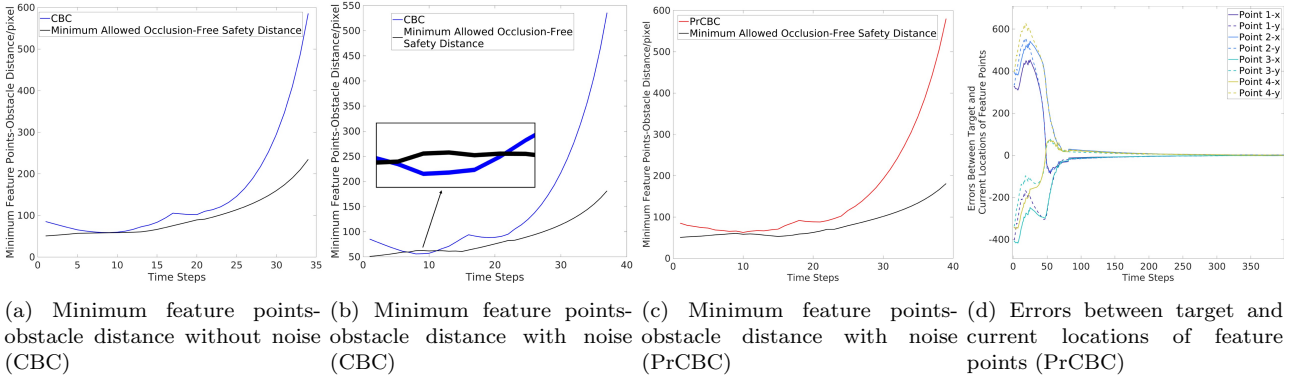 600
500
400
300
200
100
0
0 5 10 15 20 25 30 35
Minimum Feature Points-Obstacle Distance/pixel
Time Steps
CBC
Minimum Allowed Occlusion-Free Safety Distance
550
500
450
400
350
300
250
200
150
100
50
0 10 20 30 40
Minimum Feature Points-Obstacle Distance/pixel
Time Steps
CBC
Minimum Allowed Occlusion-Free
Safety Distance
600
500
400
300
200
100
0
0 5 10 15 20 25 30 35 40
Minimum Feature Points-Obstacle Distance/pixel
Time Steps
PrCBC
Minimum Allowed Occlusion-Free Safety Distance
600
400
200
0
-200
-400
0 50 100 150 200 250 300 350
Errors Between Target and
Current Locations of Feature Points
Time Steps
Point 1-x
Point 1-y
Point 2-x
Point 2-y
Point 3-x
Point 3-y
Point 4-x
Point 4-y
(a) Minimum feature points-
obstacle distance without noise
(CBC)
(b) Minimum feature points-
obstacle distance with noise
(CBC)
(c) Minimum feature points-
obstacle distance with noise
(PrCBC)
(d) Errors between target and
current locations of feature
points (PrCBC)